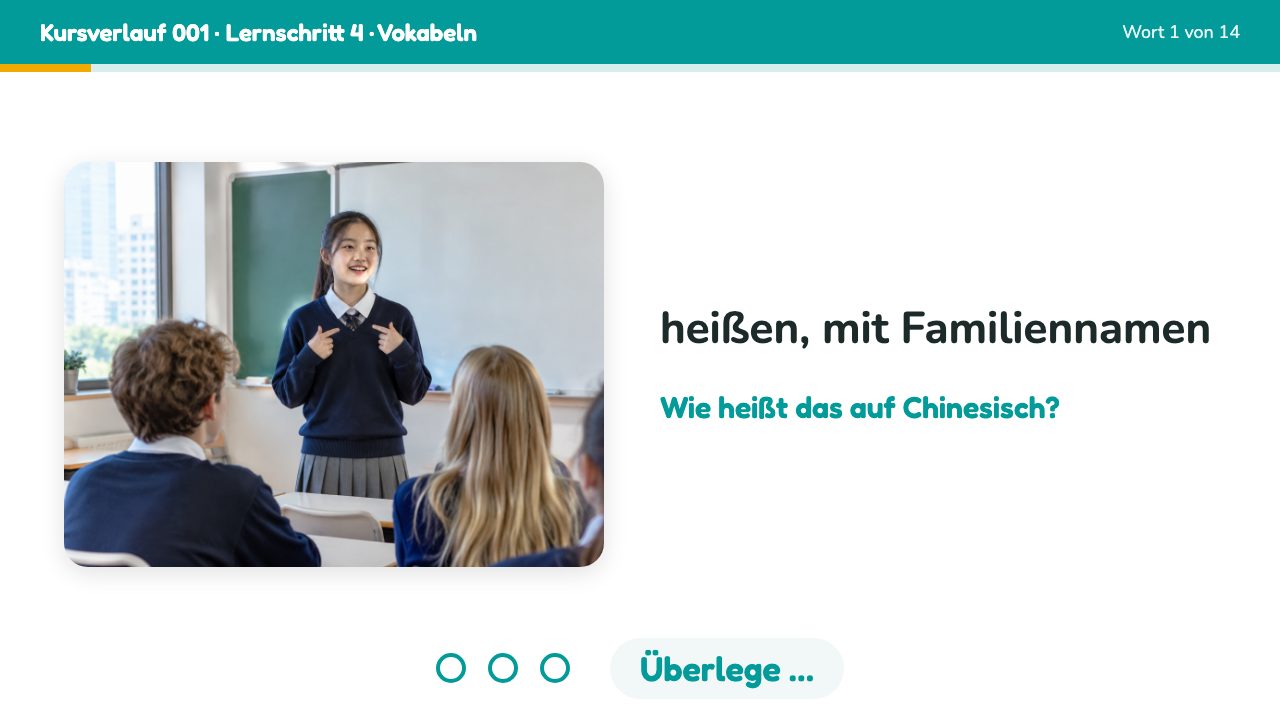 Kursverlauf 001 · Lernschritt 4 · Vokabeln
Wort 1 von 14
heißen, mit Familiennamen
Wie heißt das auf Chinesisch?
Überlege ...